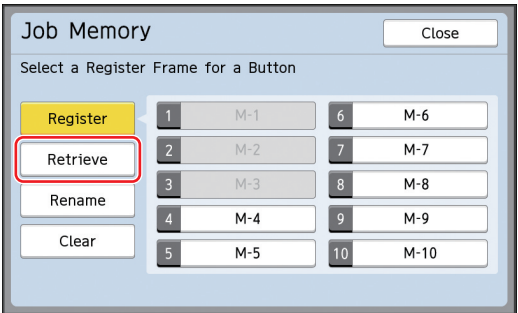 Job Memory
Close
Select a Register Frame for a Button
Register
Retrieve
Rename
Clear
1 M-1
2 M-2
3 M-3
4 M-4
5 M-5
6 M-6
7 M-7
8 M-8
9 M-9
10 M-10